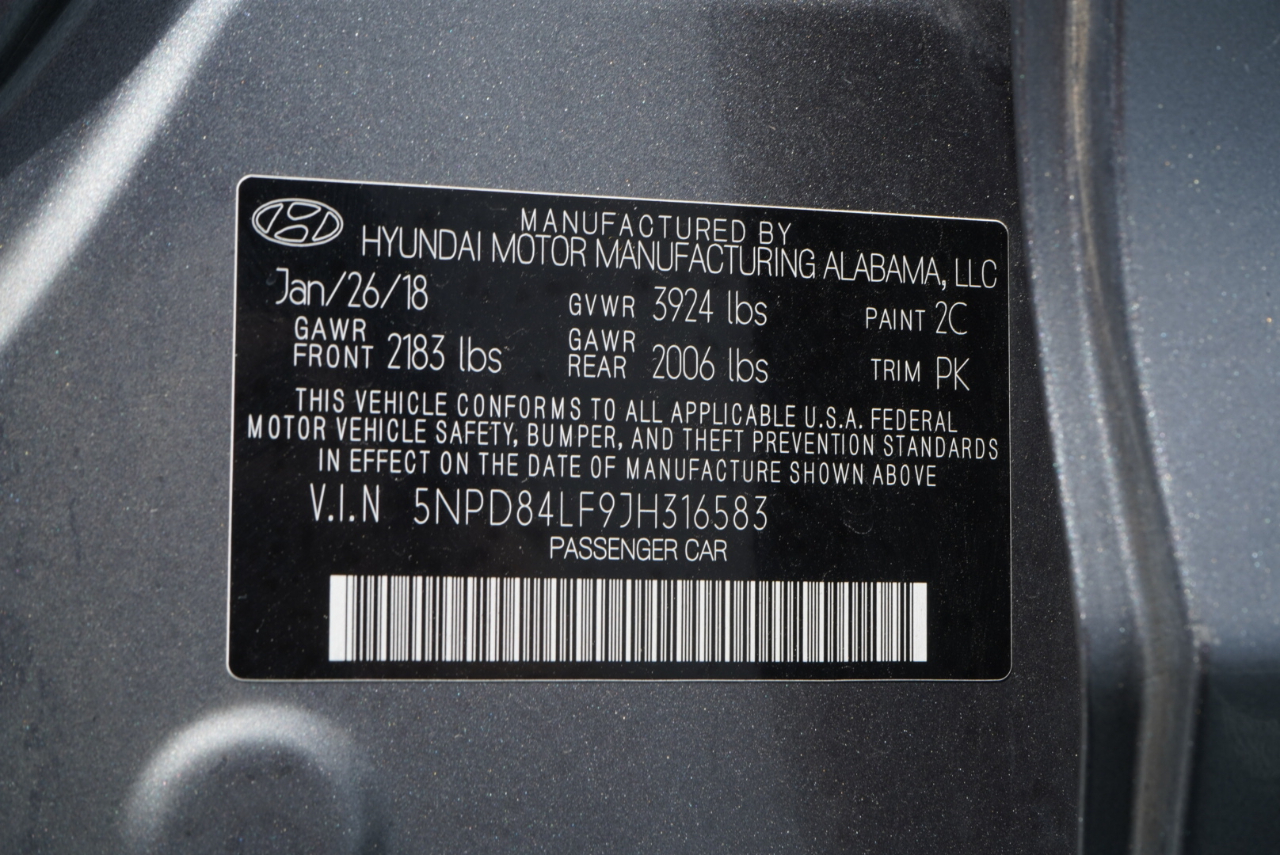 MANUFACTURED BY
HYUNDAI MOTOR MANUFACTURING ALABAMA, LLC
Jan/26/18 GVWR 3924 lbs PAINT 2C
GAWR FRONT 2183 lbs GAWR REAR 2006 lbs TRIM PK
THIS VEHICLE CONFORMS TO ALL APPLICABLE U.S.A. FEDERAL
MOTOR VEHICLE SAFETY, BUMPER, AND THEFT PREVENTION STANDARDS
IN EFFECT ON THE DATE OF MANUFACTURE SHOWN ABOVE
V.I.N 5NPD84LF9JH316583
PASSENGER CAR